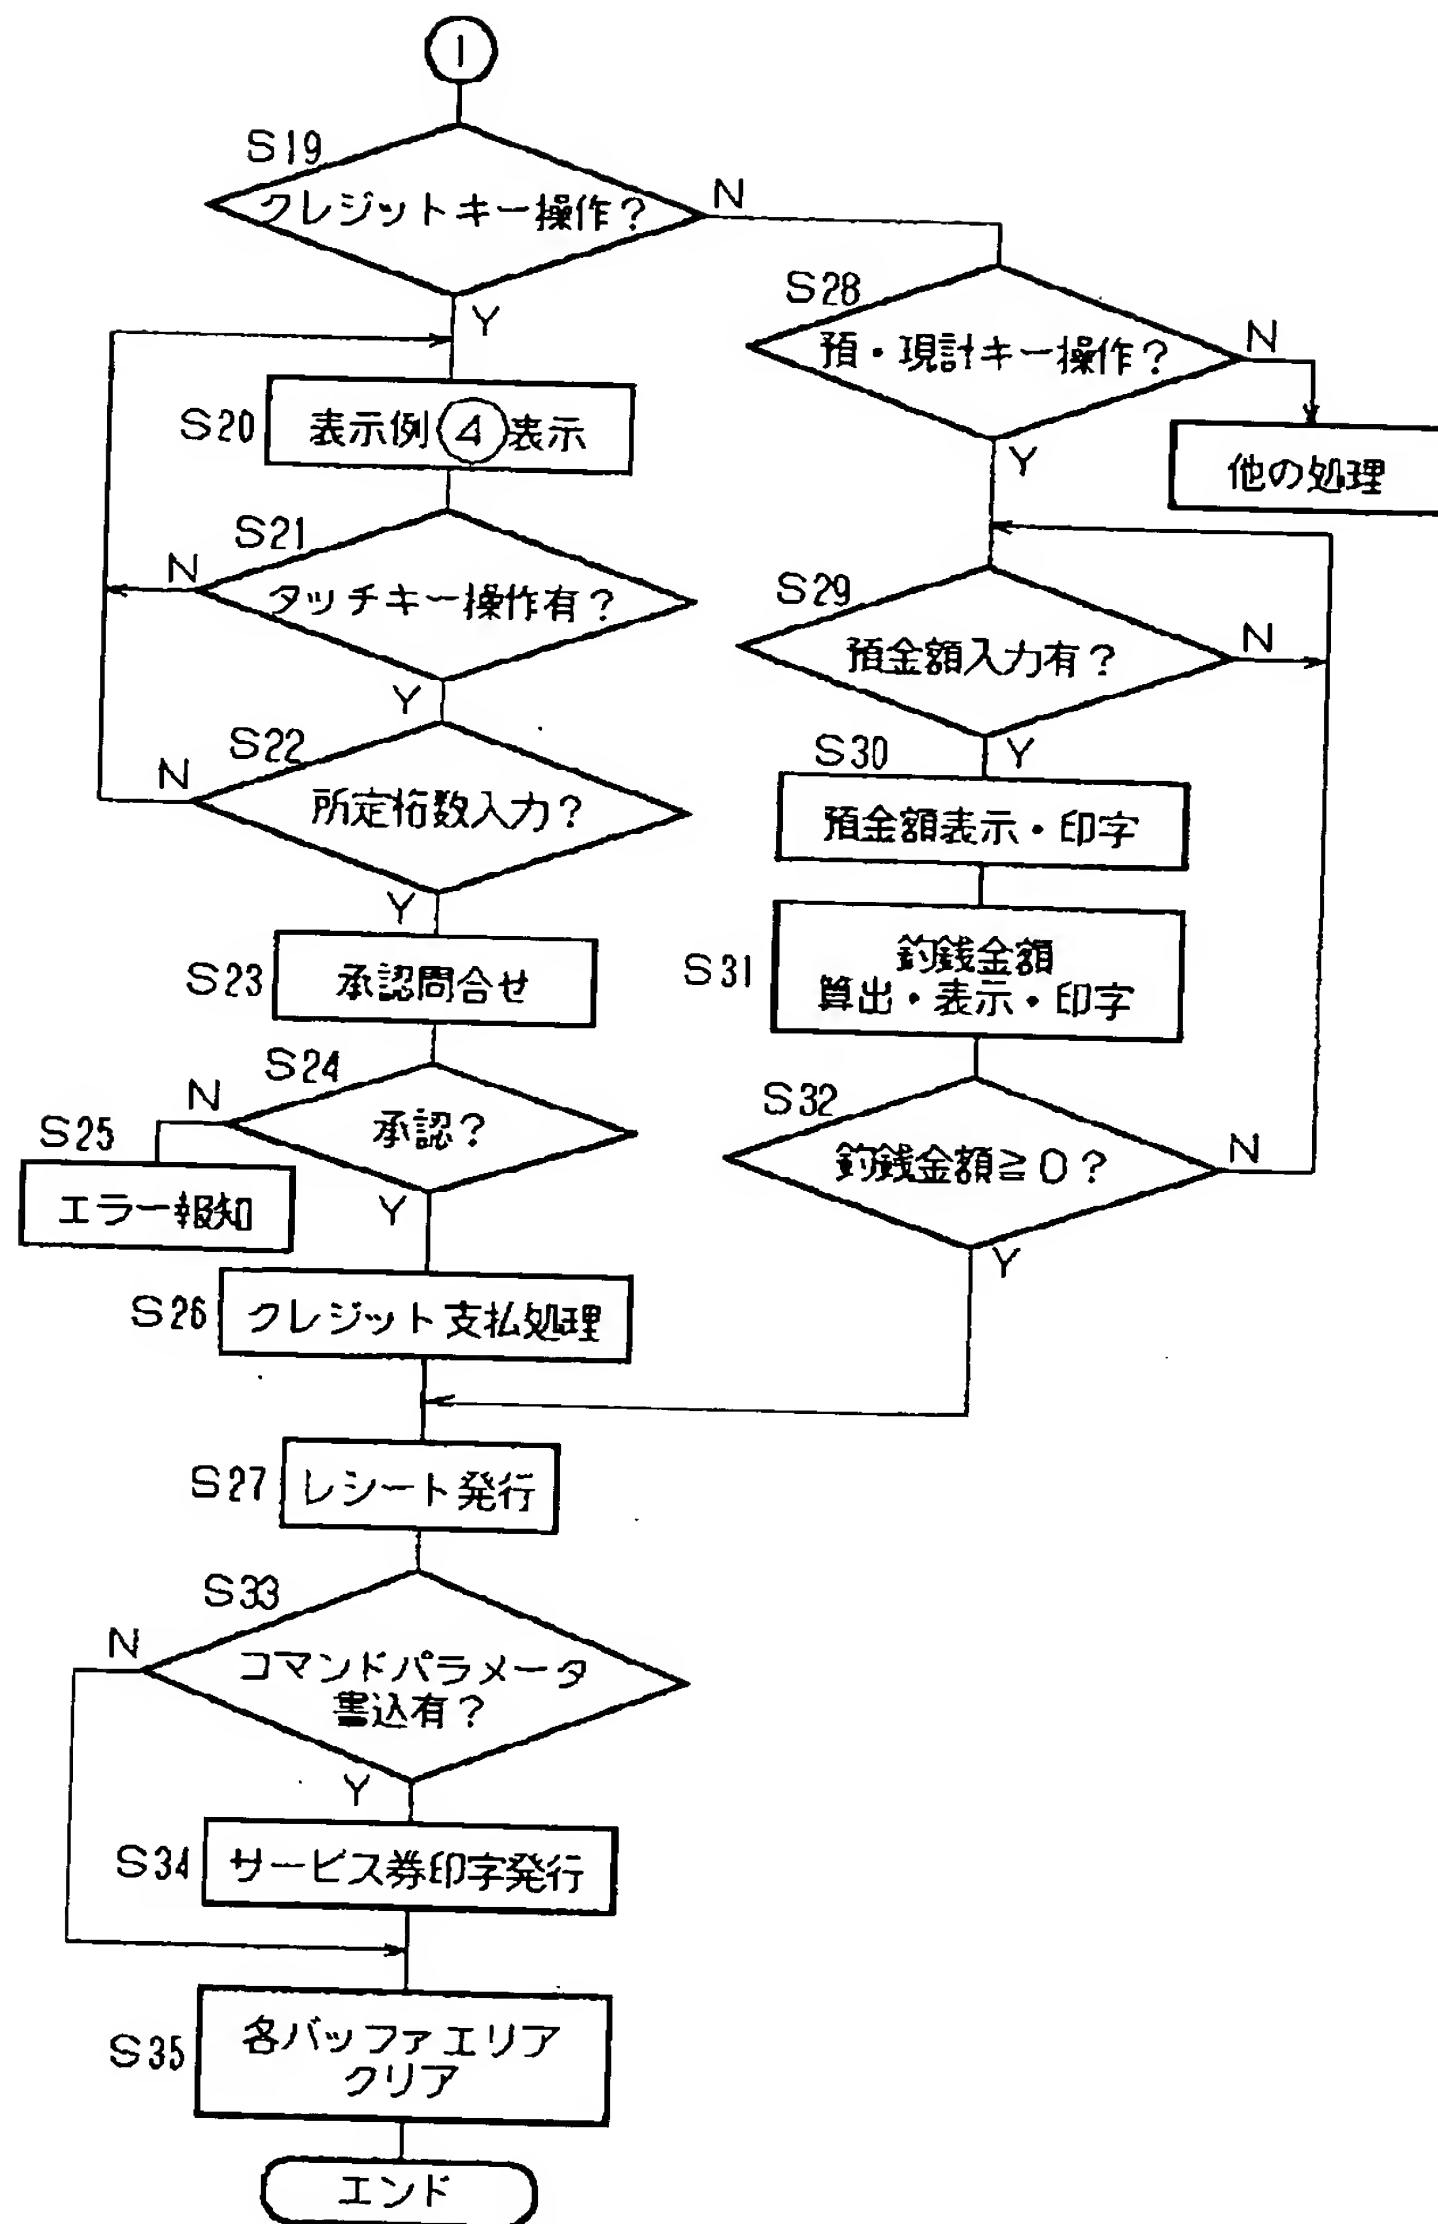 1
S19
クレジットキー操作?
N
Y
S28
預・現計キー操作?
N
Y
他の処理
S20
表示例④表示
S21
タッチキー操作有?
N
Y
S29
預金額入力有?
N
Y
S22
所定桁数入力?
N
Y
S30
預金額表示・印字
S23
承認問合せ
S31
釣銭金額
算出・表示・印字
S24
承認?
N
Y
S25
エラー報知
S32
釣銭金額≧0?
N
Y
S26
クレジット支払処理
S27
レシート発行
S33
コマンドパラメータ
書込有?
N
Y
S34
サービス券印字発行
S35
各バッファエリア
クリア
エンド